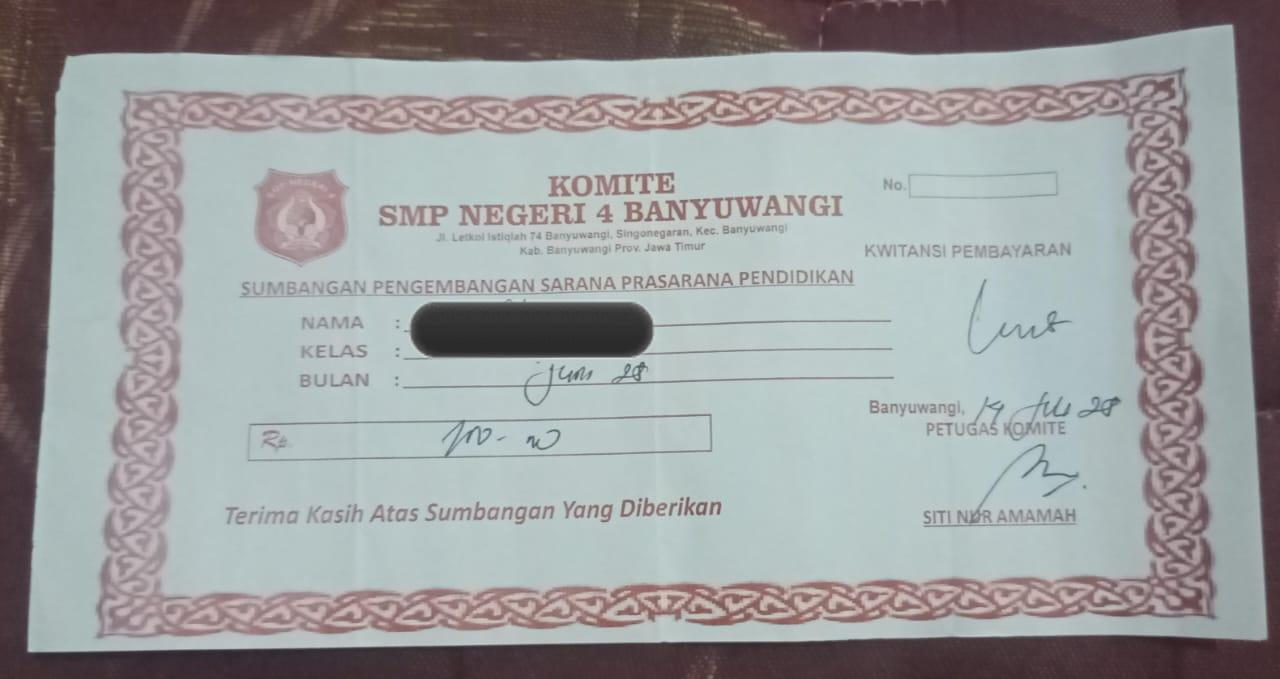 KOMITE
SMP NEGERI 4 BANYUWANGI
Jl. Letkol Istiqlah 74 Banyuwangi, Singonegaran, Kec. Banyuwangi
Kab. Banyuwangi Prov. Jawa Timur
No.
KWITANSI PEMBAYARAN
SUMBANGAN PENGEMBANGAN SARANA PRASARANA PENDIDIKAN
NAMA :
KELAS :
BULAN : Juni
Rp.
Terima Kasih Atas Sumbangan Yang Diberikan
Banyuwangi, 19
PETUGAS KOMITE
SITI NUR AMAMAH